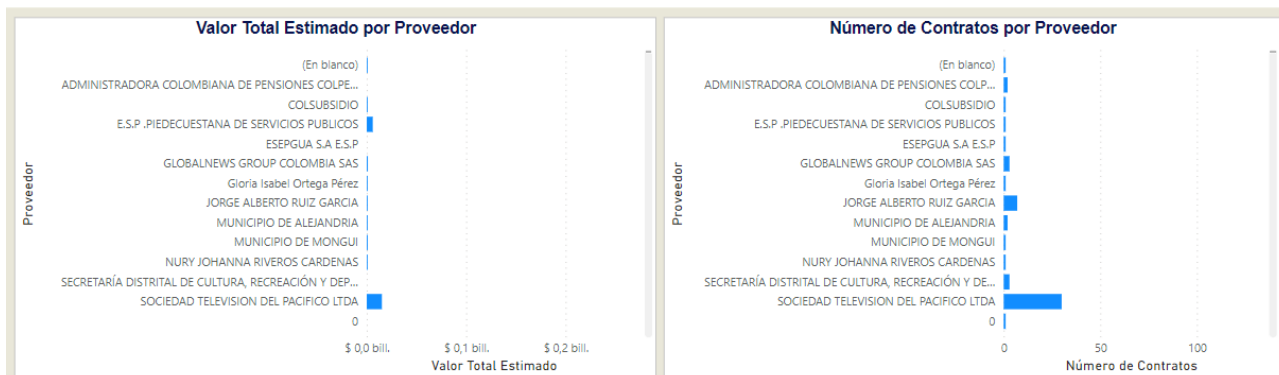 Valor Total Estimado por Proveedor
Proveedor
(En blanco)
ADMINISTRADORA COLOMBIANA DE PENSIONES COLPE...
COLSUBSIDIO
E.S.P .PIEDECUESTANA DE SERVICIOS PUBLICOS
ESEPGUA S.A E.S.P
GLOBALNEWS GROUP COLOMBIA SAS
Gloria Isabel Ortega Pérez
JORGE ALBERTO RUIZ GARCIA
MUNICIPIO DE ALEJANDRIA
MUNICIPIO DE MONGUI
NURY JOHANNA RIVEROS CARDENAS
SECRETARÍA DISTRITAL DE CULTURA, RECREACIÓN Y DEP...
SOCIEDAD TELEVISION DEL PACIFICO LTDA
0
$ 0,0 bill. $ 0,1 bill. $ 0,2 bill.
Valor Total Estimado
Número de Contratos por Proveedor
Proveedor
(En blanco)
ADMINISTRADORA COLOMBIANA DE PENSIONES COLP...
COLSUBSIDIO
E.S.P .PIEDECUESTANA DE SERVICIOS PUBLICOS
ESEPGUA S.A E.S.P
GLOBALNEWS GROUP COLOMBIA SAS
Gloria Isabel Ortega Pérez
JORGE ALBERTO RUIZ GARCIA
MUNICIPIO DE ALEJANDRIA
MUNICIPIO DE MONGUI
NURY JOHANNA RIVEROS CARDENAS
SECRETARÍA DISTRITAL DE CULTURA, RECREACIÓN Y DE...
SOCIEDAD TELEVISION DEL PACIFICO LTDA
0
0 50 100
Número de Contratos